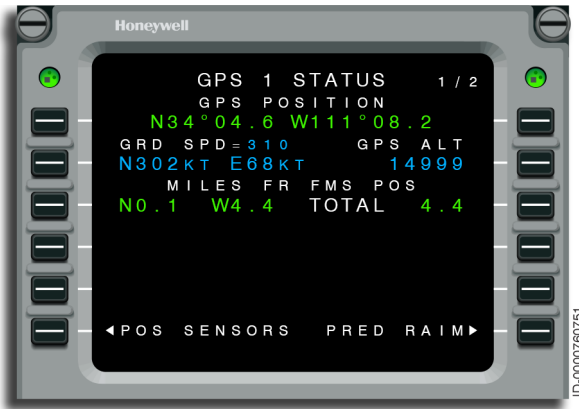 Honeywell
GPS 1 STATUS 1 / 2
GPS POSITION
N34°04.6 W111°08.2
GRD SPD=310 GPS ALT
N302KT E68KT 14999
MILES FR FMS POS
N0.1 W4.4 TOTAL 4.4
◀POS SENSORS PRED RAIM▶
ID-0000760751